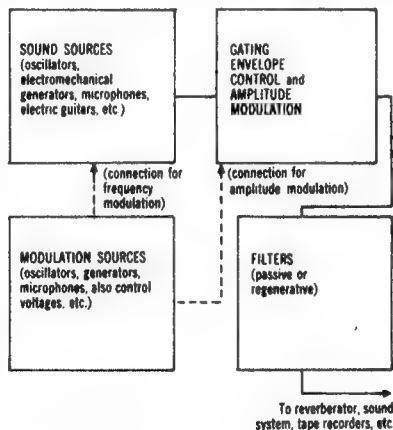 SOUND SOURCES
(oscillators,
electromechanical
generators, microphones,
electric guitars, etc.)
GATING
ENVELOPE
CONTROL and
AMPLITUDE
MODULATION
(connection for
frequency
modulation)
(connection for
amplitude modulation)
MODULATION SOURCES
(oscillators, generators,
microphones, also control
voltages, etc.)
FILTERS
(passive or
regenerative)
To reverberator, sound
system, tape recorders, etc.